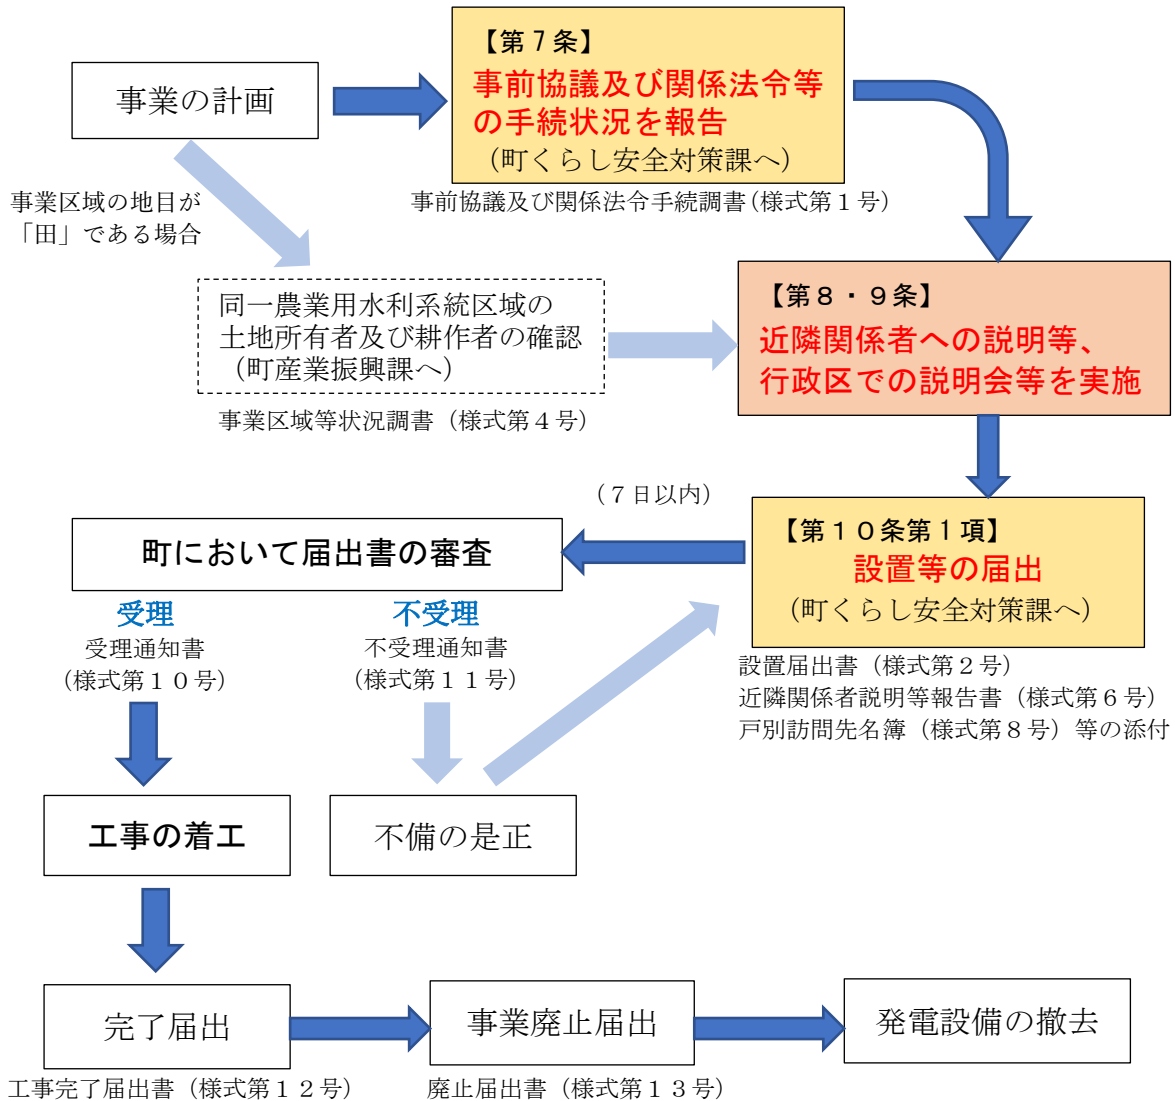 事業の計画
【第７条】
事前協議及び関係法令等
の手続状況を報告
（町くらし安全対策課へ）
事前協議及び関係法令手続調書(様式第１号）
事業区域の地目が
「田」である場合
同一農業用水利系統区域の
土地所有者及び耕作者の確認
（町産業振興課へ）
事業区域等状況調書（様式第４号）
【第８・９条】
近隣関係者への説明等、
行政区での説明会等を実施
（７日以内）
【第１０条第１項】
設置等の届出
（町くらし安全対策課へ）
設置届出書（様式第２号）
近隣関係者説明等報告書（様式第６号）
戸別訪問先名簿（様式第８号）等の添付
町において届出書の審査
受理
受理通知書
(様式第１０号）
不受理
不受理通知書
(様式第１１号）
工事の着工
不備の是正
完了届出
工事完了届出書（様式第１２号）
事業廃止届出
廃止届出書（様式第１３号）
発電設備の撤去